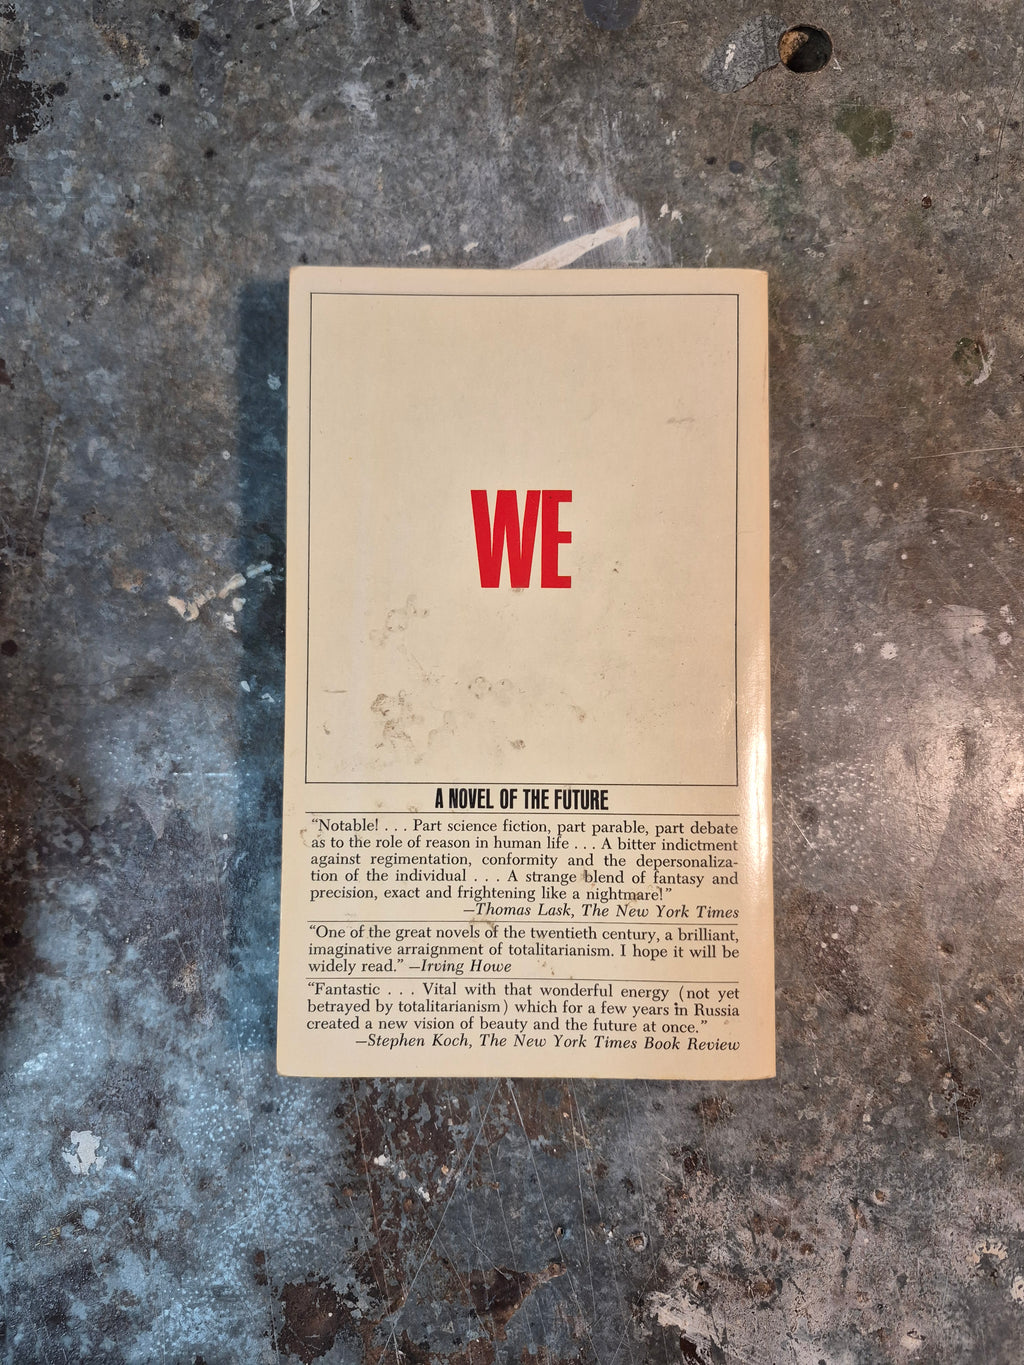 WE
A NOVEL OF THE FUTURE
“Notable! . . . Part science fiction, part parable, part debate
as to the role of reason in human life . . . A bitter indictment
against regimentation, conformity and the depersonaliza-
tion of the individual . . . A strange blend of fantasy and
precision, exact and frightening like a nightmare!”
—Thomas Lask, The New York Times
“One of the great novels of the twentieth century, a brilliant,
imaginative arraignment of totalitarianism. I hope it will be
widely read.” —Irving Howe
“Fantastic . . . Vital with that wonderful energy (not yet
betrayed by totalitarianism) which for a few years in Russia
created a new vision of beauty and the future at once.”
—Stephen Koch, The New York Times Book Review